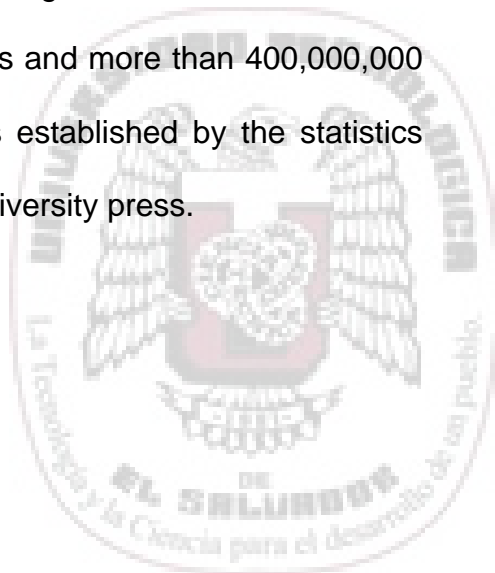 s and more than 400,000,000
s established by the statistics
iversity press.
UNIVERSIDAD TECNOLOGICA
La Tecnología y la Ciencia para el desarrollo de un pueblo.
DE
EL SALVADOR